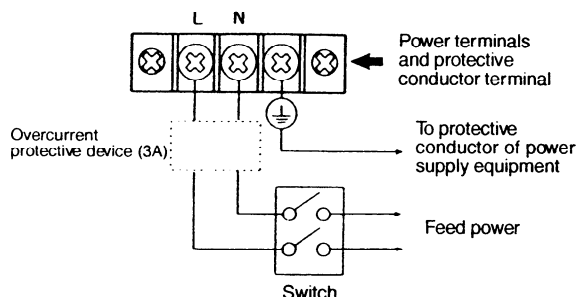 L N
Power terminals
and protective
conductor terminal
Overcurrent
protective device (3A)
To protective
conductor of power
supply equipment
Feed power
Switch